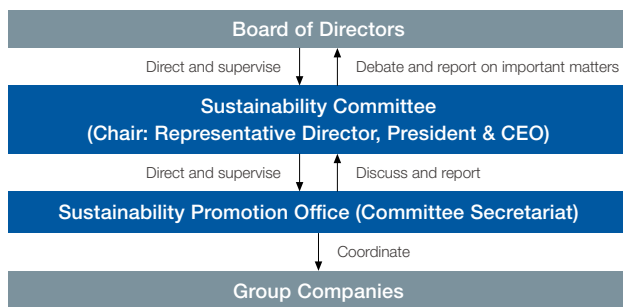 Board of Directors
Direct and supervise
Debate and report on important matters
Sustainability Committee
(Chair: Representative Director, President & CEO)
Direct and supervise
Discuss and report
Sustainability Promotion Office (Committee Secretariat)
Coordinate
Group Companies